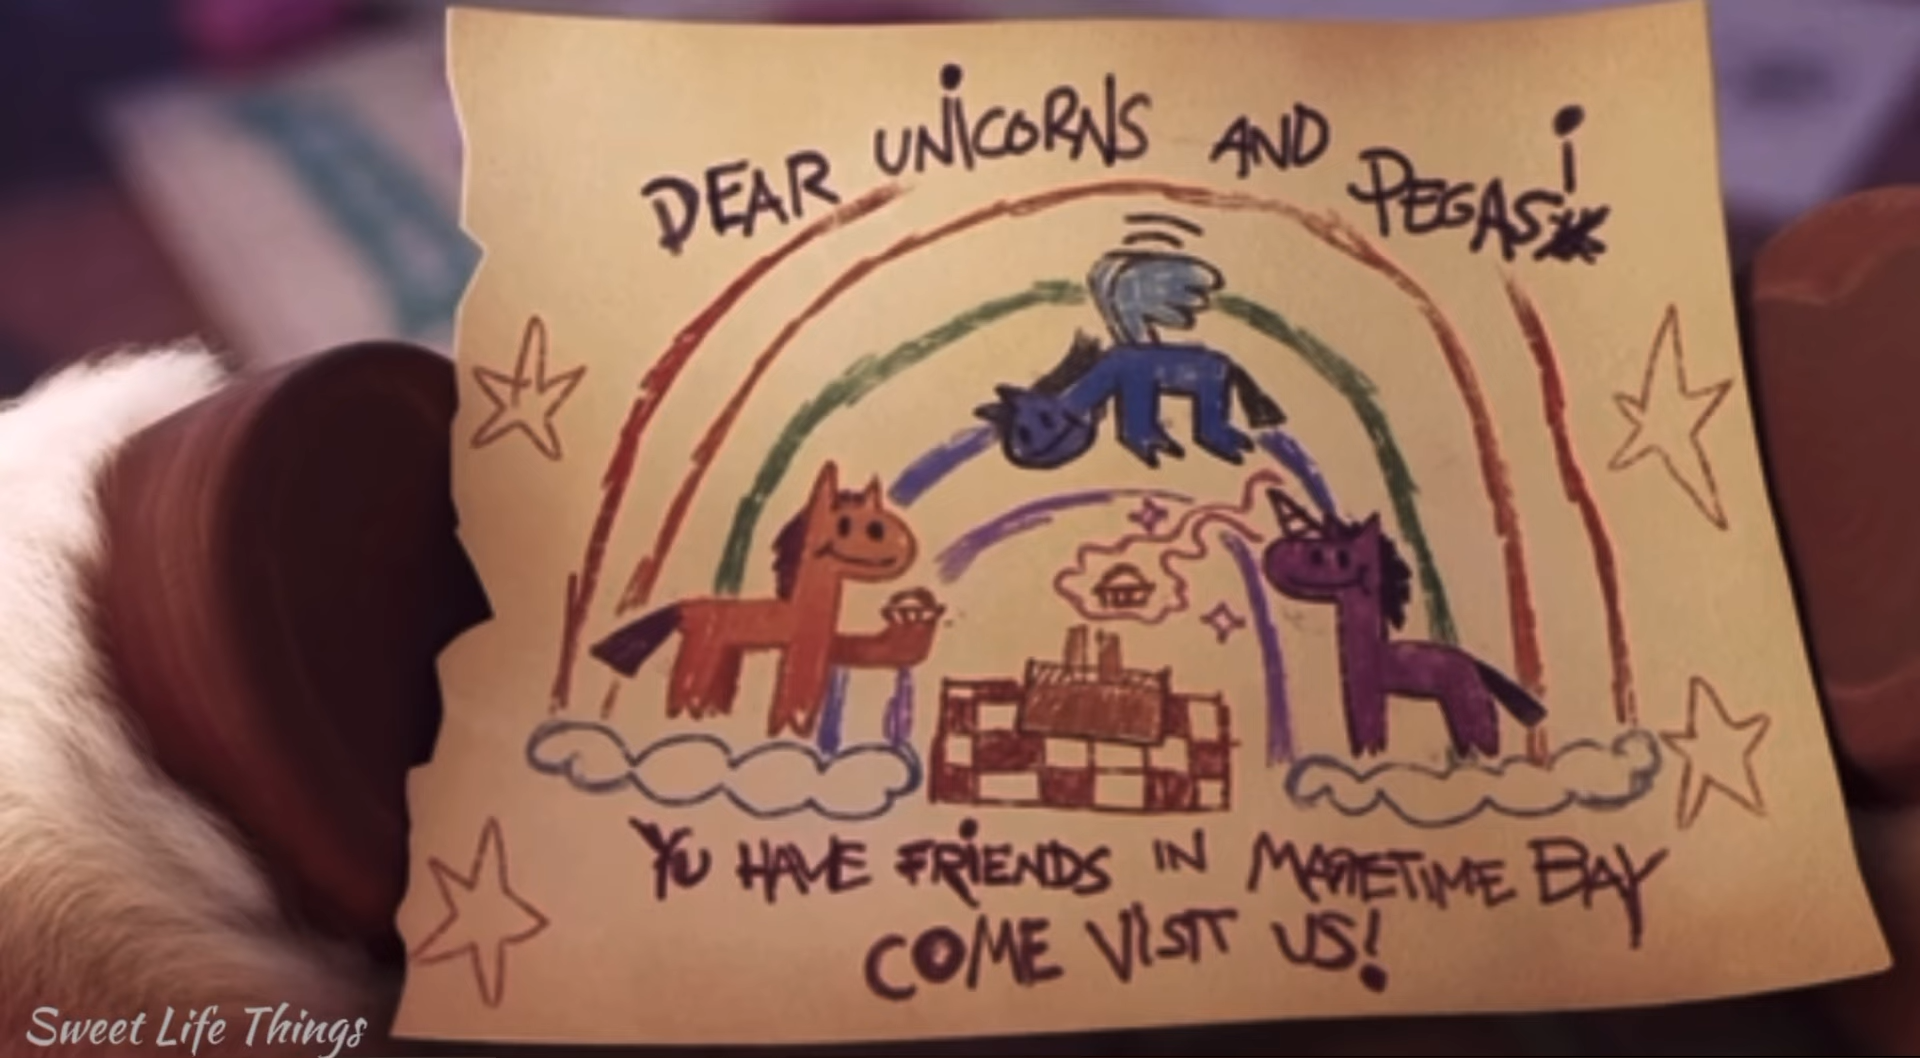 DEAR UNICORNS AND PEGASi
YU HAVE FRiENDS IN MARETIME BAY
COME VISIT US!
Sweet Life Things